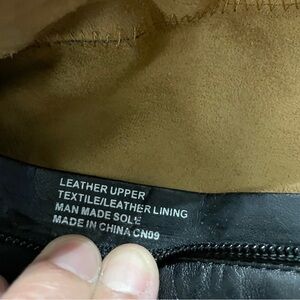 LEATHER UPPER
TEXTILE/LEATHER LINING
MAN MADE SOLE
MADE IN CHINA CN09